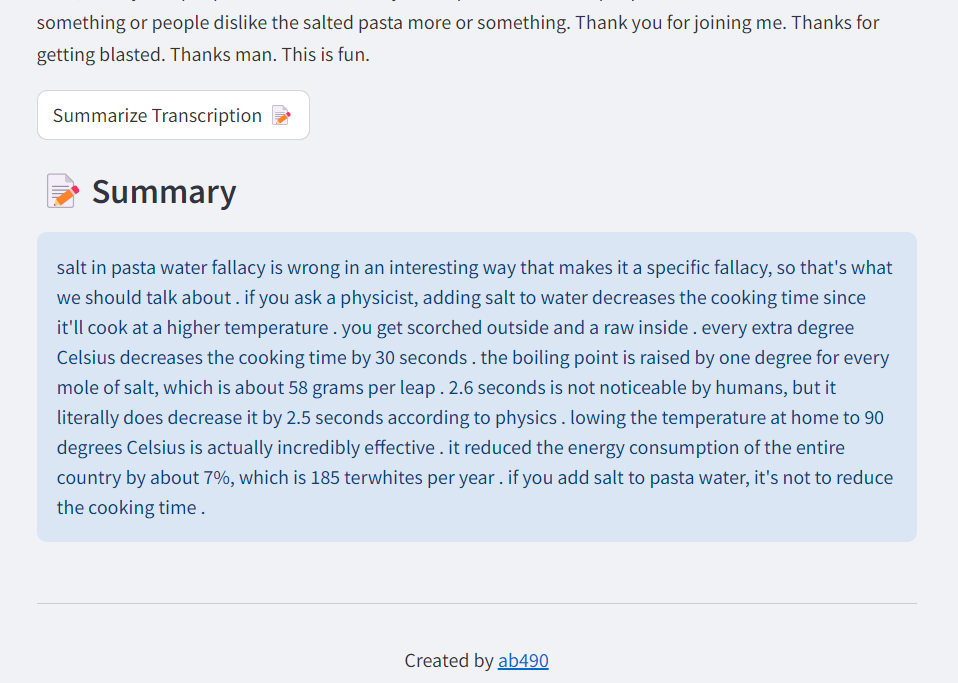 something or people dislike the salted pasta more or something. Thank you for joining me. Thanks for
getting blasted. Thanks man. This is fun.
Summarize Transcription
Summary
salt in pasta water fallacy is wrong in an interesting way that makes it a specific fallacy, so that's what
we should talk about . if you ask a physicist, adding salt to water decreases the cooking time since
it'll cook at a higher temperature . you get scorched outside and a raw inside . every extra degree
Celsius decreases the cooking time by 30 seconds . the boiling point is raised by one degree for every
mole of salt, which is about 58 grams per leap . 2.6 seconds is not noticeable by humans, but it
literally does decrease it by 2.5 seconds according to physics . lowering the temperature at home to 90
degrees Celsius is actually incredibly effective . it reduced the energy consumption of the entire
country by about 7%, which is 185 terwhites per year . if you add salt to pasta water, it's not to reduce
the cooking time .
Created by ab490